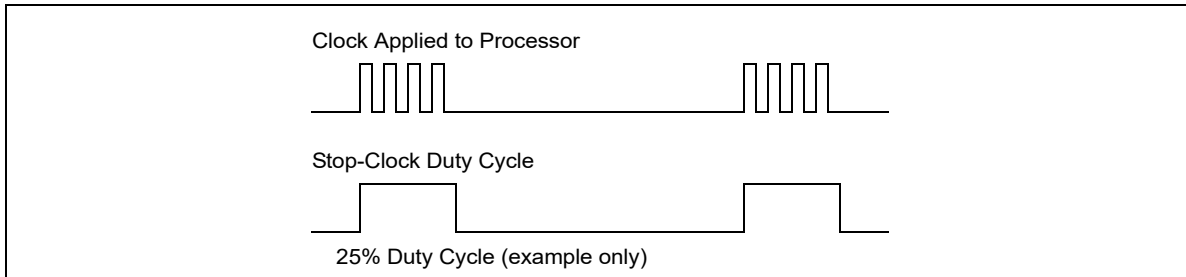 Clock Applied to Processor
Stop-Clock Duty Cycle
25% Duty Cycle (example only)